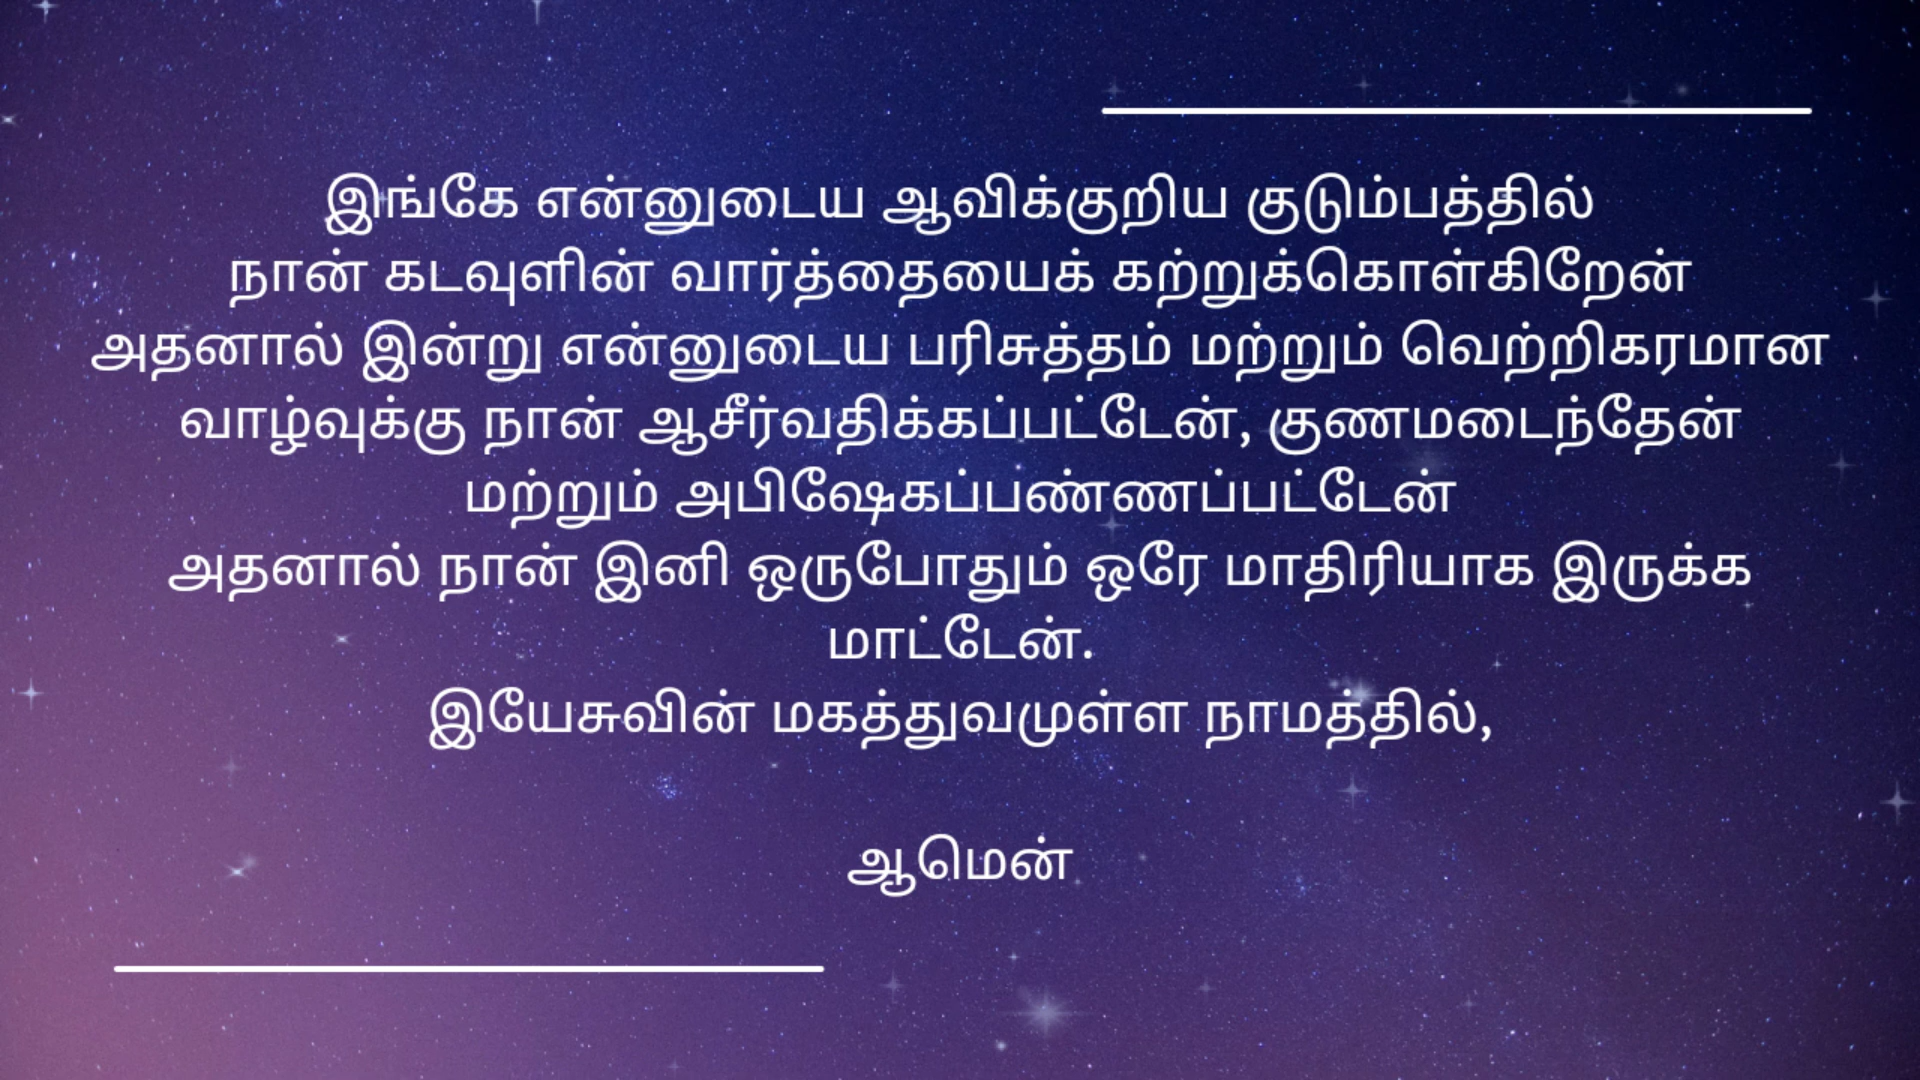 இங்கே என்னுடைய ஆவிக்குறிய குடும்பத்தில்
நான் கடவுளின் வார்த்தையைக் கற்றுக்கொள்கிறேன்
அதனால் இன்று என்னுடைய பரிசுத்தம் மற்றும் வெற்றிகரமான
வாழ்வுக்கு நான் ஆசீர்வதிக்கப்பட்டேன், குணமடைந்தேன்
மற்றும் அபிஷேகப்பண்ணப்பட்டேன்
அதனால் நான் இனி ஒருபோதும் ஒரே மாதிரியாக இருக்க
மாட்டேன்.
இயேசுவின் மகத்துவமுள்ள நாமத்தில்,
ஆமென்